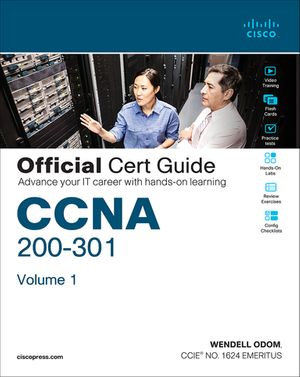 CISCO
Video
Training
Flash
Cards
Practice
tests
Hands-On
Labs
Review
Exercises
Config
Checklists
Official Cert Guide
Advance your IT career with hands-on learning
CCNA
200-301
Volume 1
WENDELL ODOM,
CCIE® NO. 1624 EMERITUS
ciscopress.com